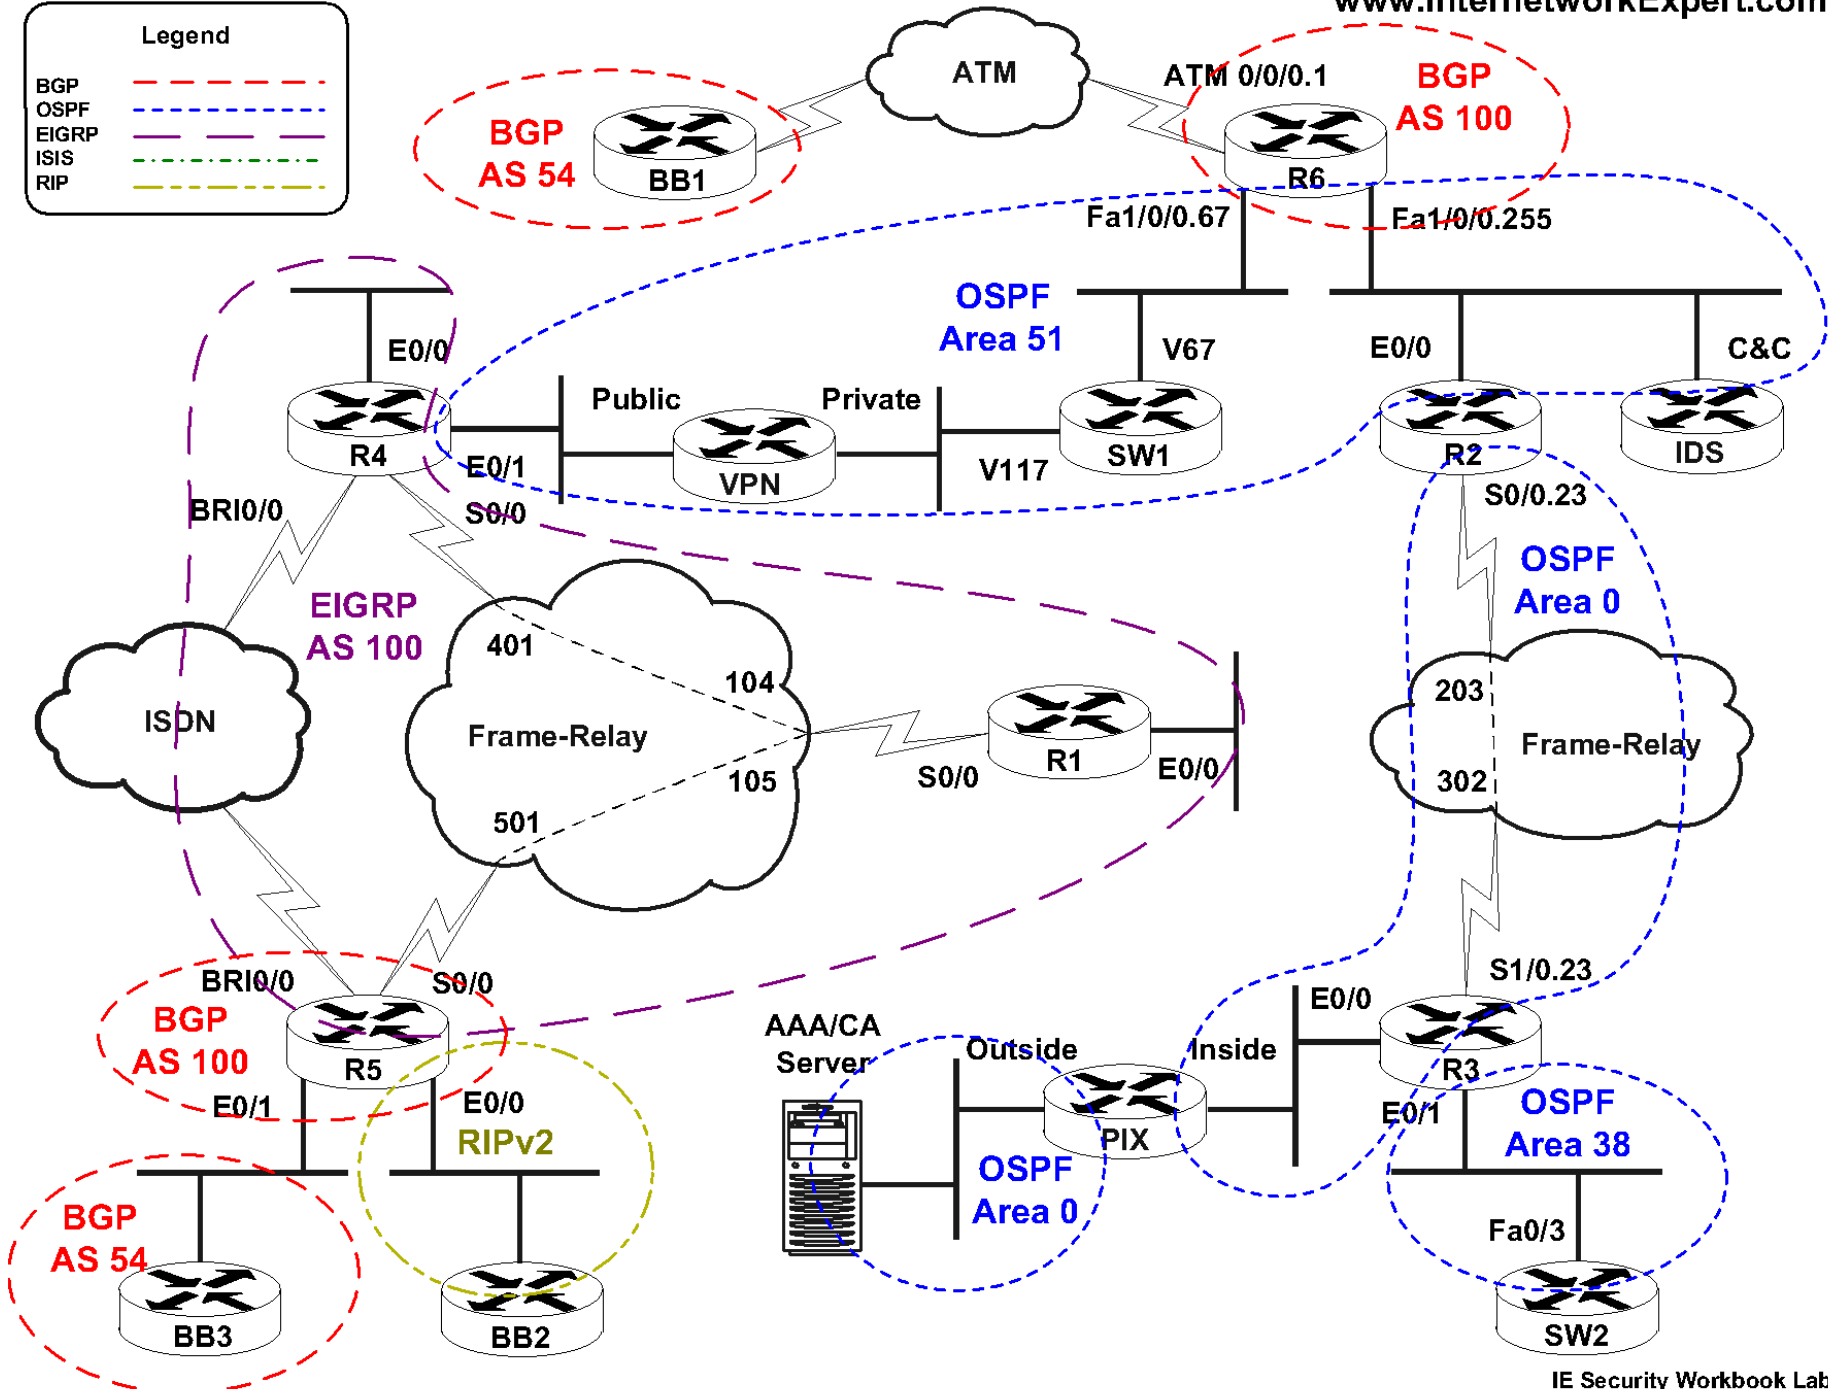 www.InternetworkExpert.com
Legend
BGP
OSPF
EIGRP
ISIS
RIP
ATM
ATM 0/0/0.1
BGP
AS 100
BGP
AS 54
BB1
R6
Fa1/0/0.67
Fa1/0/0.255
OSPF
Area 51
E0/0
V67
E0/0
C&C
Public
Private
R4
E0/1
VPN
V117
SW1
R2
IDS
BRI0/0
S0/0
S0/0.23
OSPF
Area 0
EIGRP
AS 100
401
104
203
ISDN
Frame-Relay
R1
Frame-Relay
S0/0
E0/0
105
302
501
BRI0/0
S0/0
S1/0.23
BGP
AS 100
R5
AAA/CA
Server
Outside
Inside
E0/0
R3
E0/1
E0/0
RIPv2
PIX
E0/1
OSPF
Area 38
OSPF
Area 0
BGP
AS 54
Fa0/3
BB3
BB2
SW2
IE Security Workbook Lab